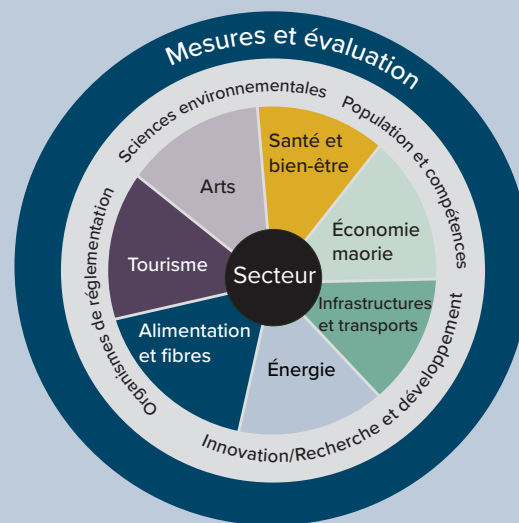 Mesures et évaluation
Sciences environnementales
Population et compétences
Organismes de réglementation
Innovation/Recherche et développement
Santé et
bien-être
Arts
Économie
maorie
Tourisme
Secteur
Infrastructures
et transports
Alimentation
et fibres
Énergie